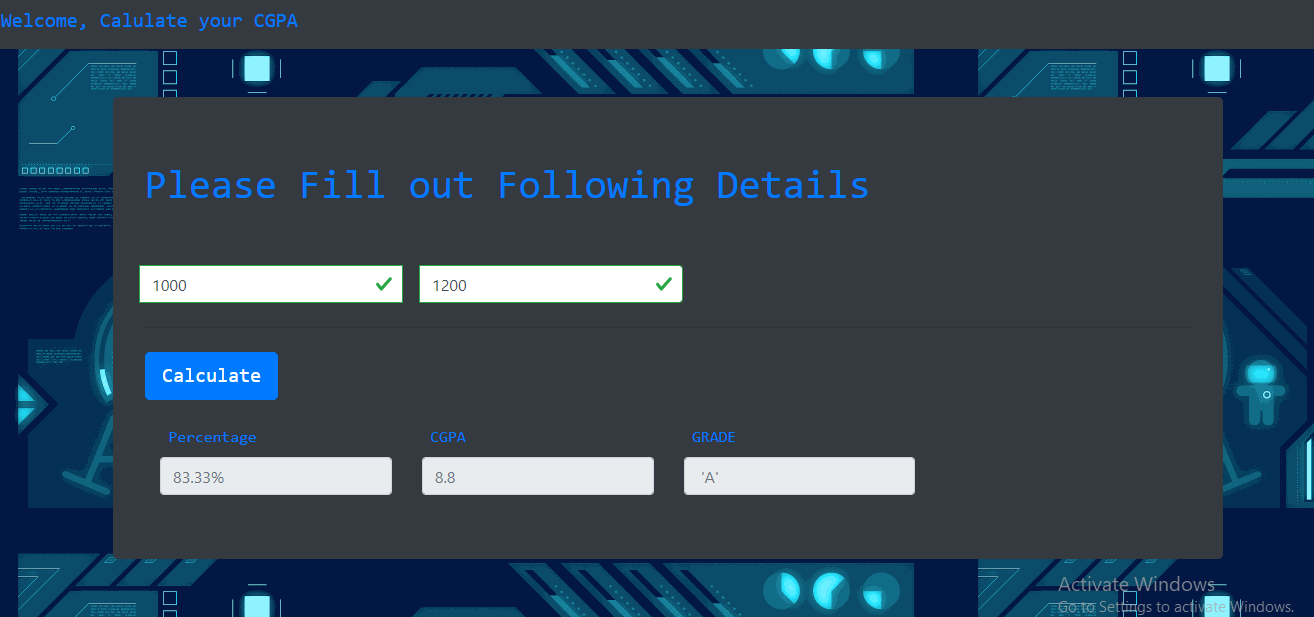 Welcome, Calulate your CGPA
Please Fill out Following Details
1000 1200
Calculate
Percentage CGPA GRADE
83.33% 8.8 'A'
Activate Windows
Go to Settings to activate Windows.